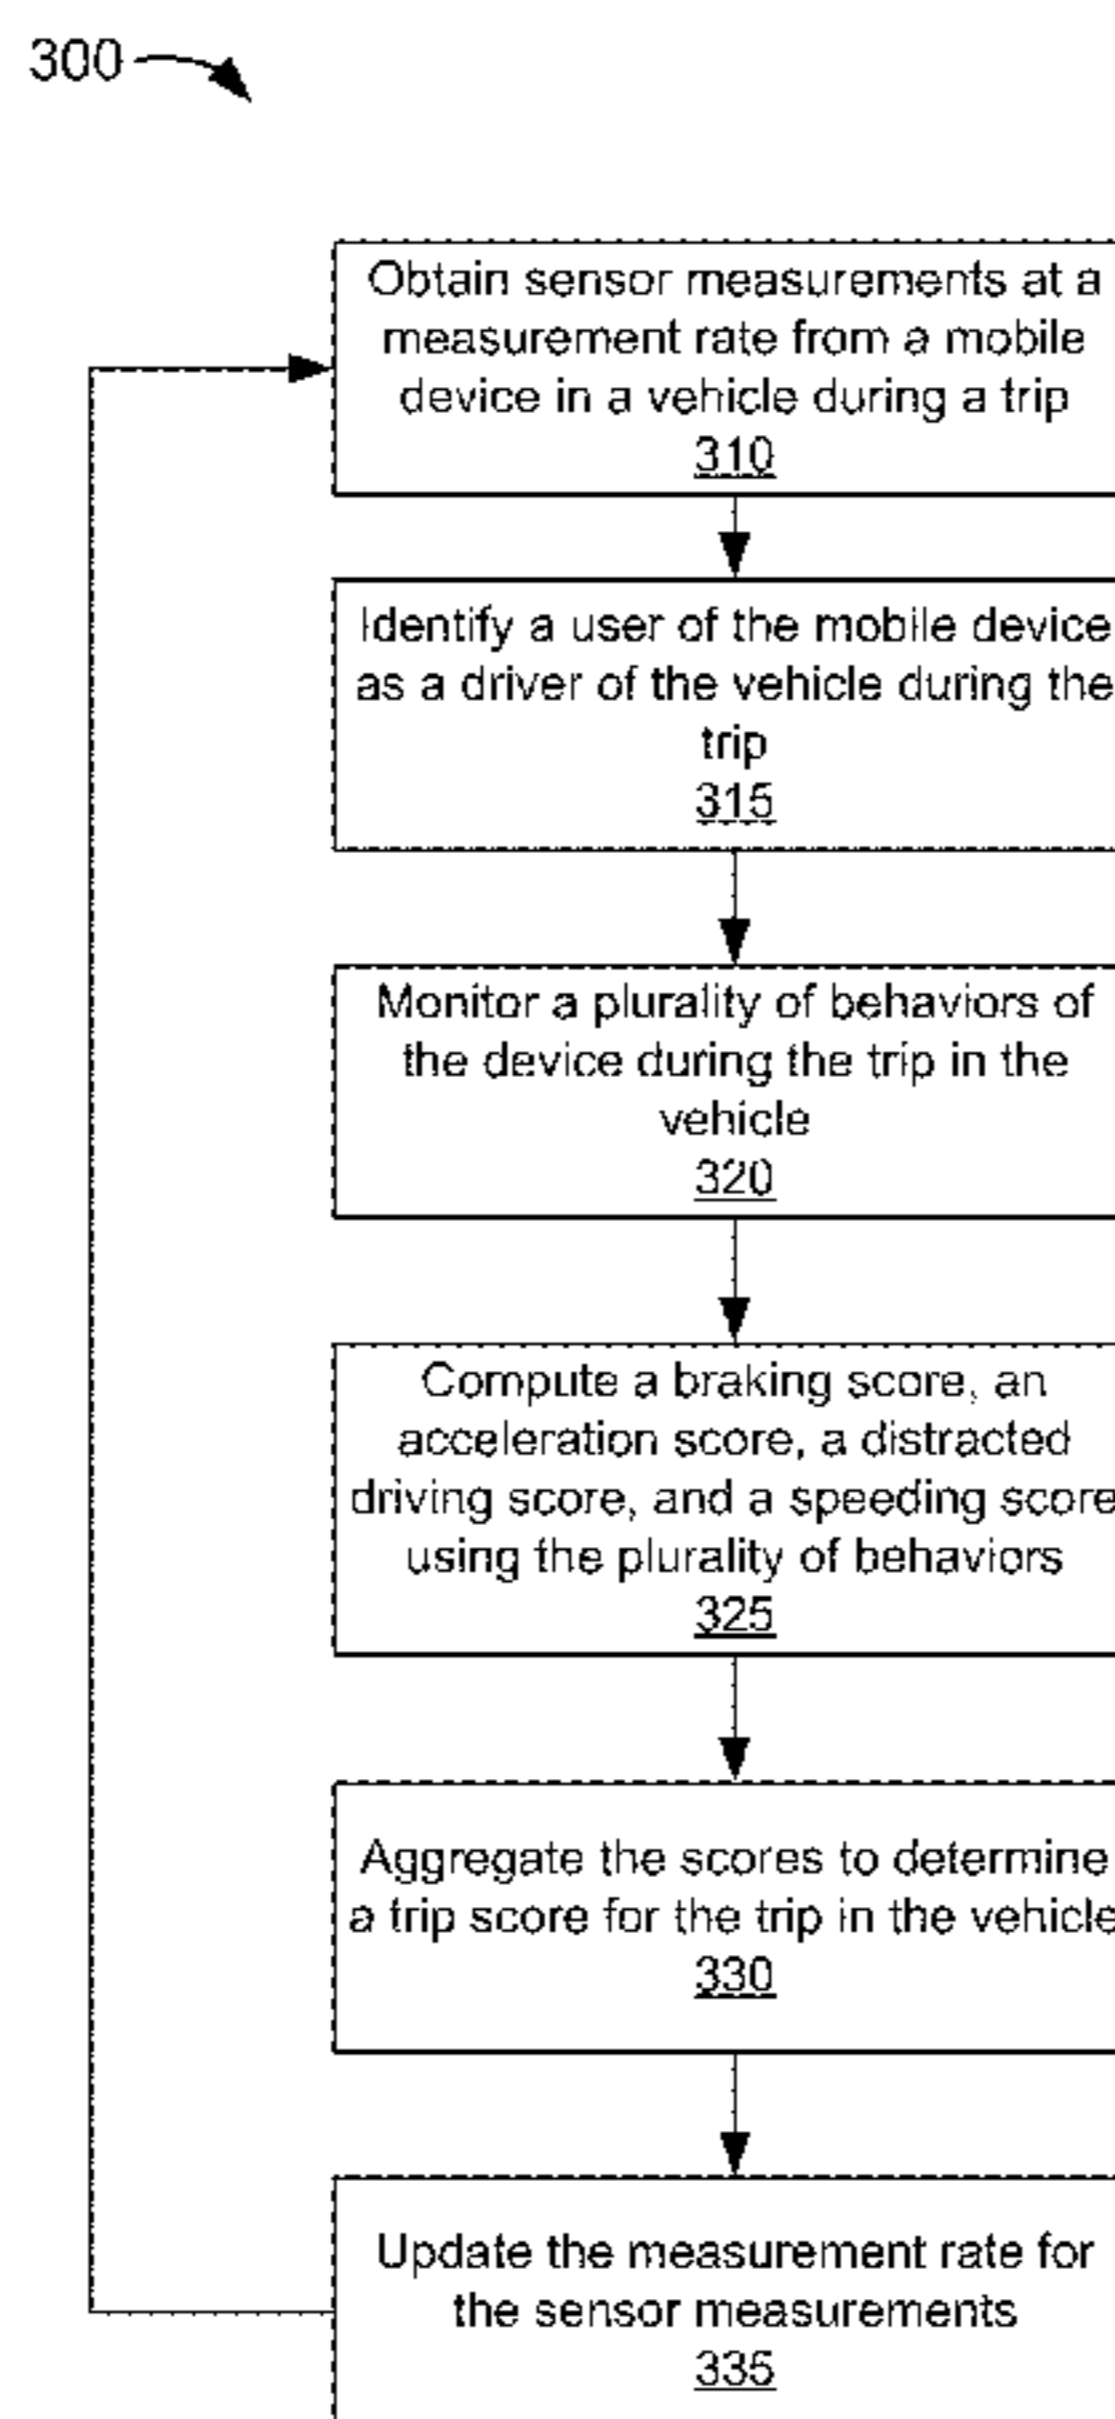 300
Obtain sensor measurements at a
measurement rate from a mobile
device in a vehicle during a trip
310
Identify a user of the mobile device
as a driver of the vehicle during the
trip
315
Monitor a plurality of behaviors of
the device during the trip in the
vehicle
320
Compute a braking score, an
acceleration score, a distracted
driving score, and a speeding score
using the plurality of behaviors
325
Aggregate the scores to determine
a trip score for the trip in the vehicle
330
Update the measurement rate for
the sensor measurements
335